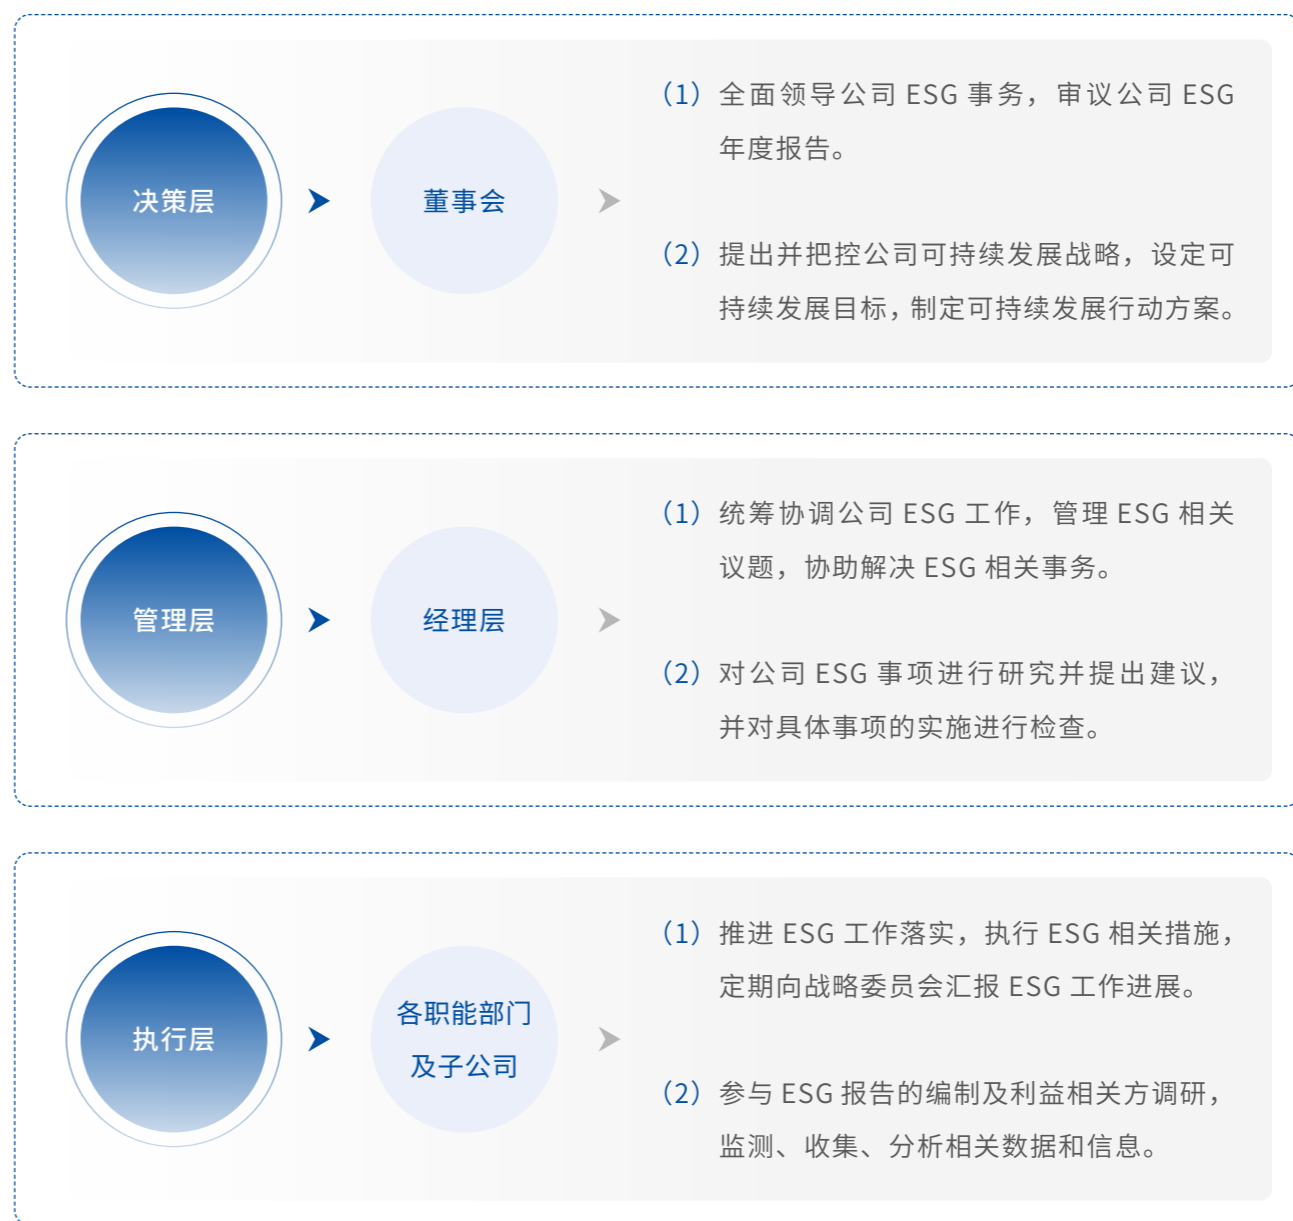 决策层
董事会
（1）全面领导公司 ESG 事务，审议公司 ESG
年度报告。
（2）提出并把控公司可持续发展战略，设定可
持续发展目标，制定可持续发展行动方案。
管理层
经理层
（1）统筹协调公司 ESG 工作，管理 ESG 相关
议题，协助解决 ESG 相关事务。
（2）对公司 ESG 事项进行研究并提出建议，
并对具体事项的实施进行检查。
执行层
各职能部门
及子公司
（1）推进 ESG 工作落实，执行 ESG 相关措施，
定期向战略委员会汇报 ESG 工作进展。
（2）参与 ESG 报告的编制及利益相关方调研，
监测、收集、分析相关数据和信息。